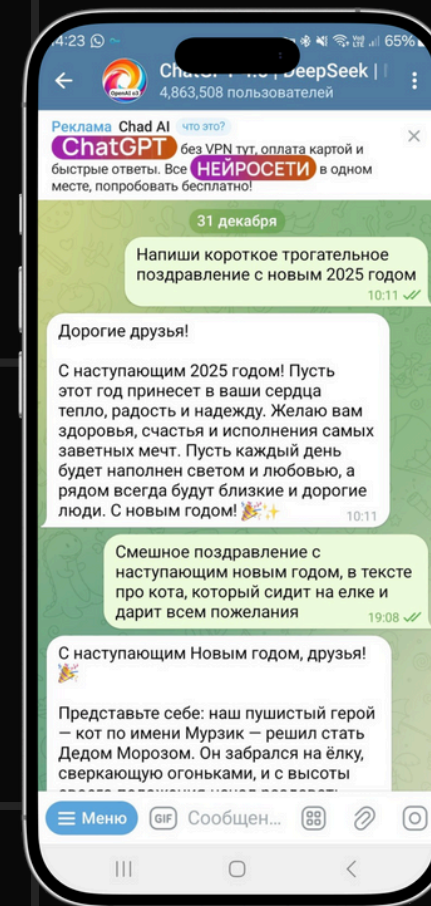 4:23
65%
DeepSeek |
4,863,508 пользователей
OpenAI o3
Реклама Chad AI что это?
ChatGPT без VPN тут, оплата картой и
быстрые ответы. Все НЕЙРОСЕТИ в одном
месте, попробовать бесплатно!
31 декабря
Напиши короткое трогательное
поздравление с новым 2025 годом
10:11
Дорогие друзья!
С наступающим 2025 годом! Пусть
этот год принесет в ваши сердца
тепло, радость и надежду. Желаю вам
здоровья, счастья и исполнения самых
заветных мечт. Пусть каждый день
будет наполнен светом и любовью, а
рядом всегда будут близкие и дорогие
люди. С новым годом! 🎉✨
10:11
Смешное поздравление с
наступающим новым годом, в тексте
про кота, который сидит на елке и
дарит всем пожелания
19:08
С наступающим Новым годом, друзья!
🎉
Представьте себе: наш пушистый герой
— кот по имени Мурзик — решил стать
Дедом Морозом. Он забрался на ёлку,
сверкающую огоньками, и с высоты
Меню
GIF
Сообщен...